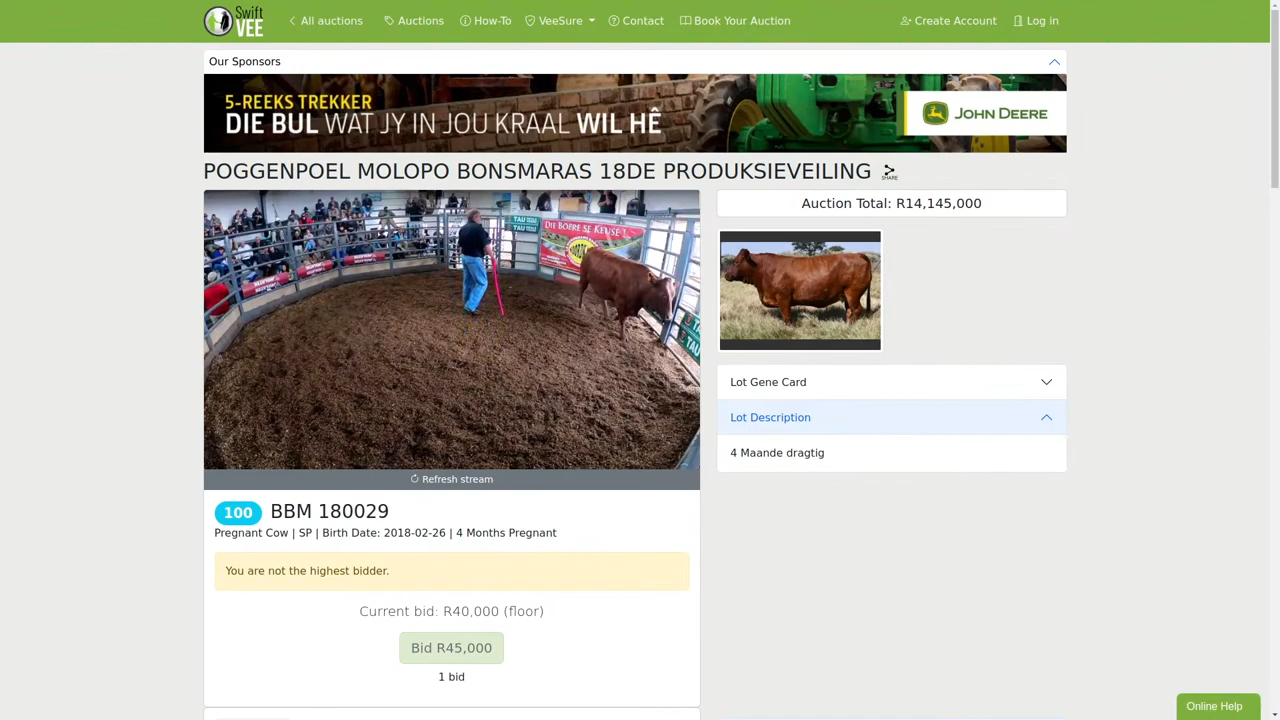 Swift VEE
All auctions
Auctions
How-To
VeeSure
Contact
Book Your Auction
Create Account
Log in
Our Sponsors
5-REEKS TREKKER
DIE BUL WAT JY IN JOU KRAAL WIL HÊ
JOHN DEERE
POGGENPOEL MOLOPO BONSMARAS 18DE PRODUKSIEVEILING
SHARE
Auction Total: R14,145,000
DIE BOERE SE KEUSE!
TAU
TAU
Lot Gene Card
Lot Description
4 Maande dragtig
Refresh stream
100 BBM 180029
Pregnant Cow | SP | Birth Date: 2018-02-26 | 4 Months Pregnant
You are not the highest bidder.
Current bid: R40,000 (floor)
Bid R45,000
1 bid
Online Help